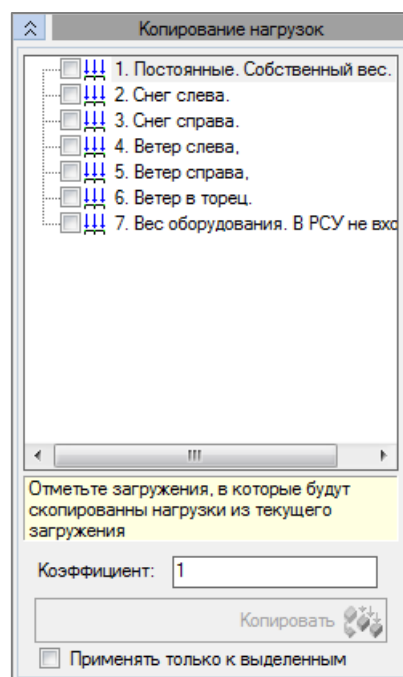 Копирование нагрузок
1. Постоянные. Собственный вес.
2. Снег слева.
3. Снег справа.
4. Ветер слева,
5. Ветер справа,
6. Ветер в торец.
7. Вес оборудования. В РСУ не вхо
Отметьте загружения, в которые будут
скопированны нагрузки из текущего
загружения
Коэффициент: 1
Копировать
Применять только к выделенным